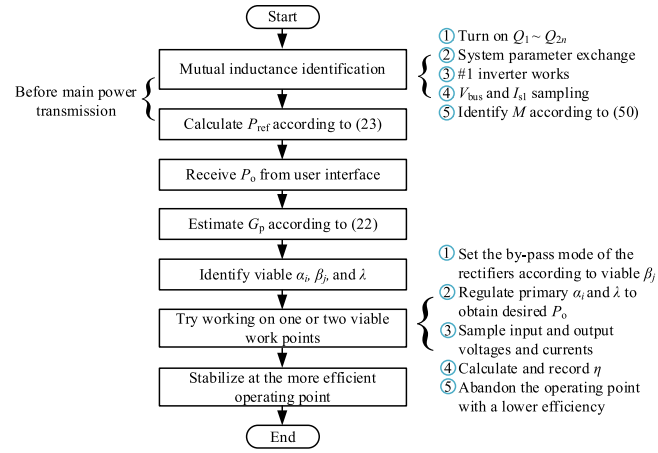 Start
Mutual inductance identification
① Turn on Q1 ~ Q2n
② System parameter exchange
③ #1 inverter works
④ Vbus and Is1 sampling
⑤ Identify M according to (50)
Before main power
transmission
Calculate Pref according to (23)
Receive Po from user interface
Estimate Gp according to (22)
Identify viable αi, βj, and λ
Try working on one or two viable
work points
① Set the by-pass mode of the
rectifiers according to viable βj
② Regulate primary αi and λ to
obtain desired Po
③ Sample input and output
voltages and currents
④ Calculate and record η
⑤ Abandon the operating point
with a lower efficiency
Stabilize at the more efficient
operating point
End